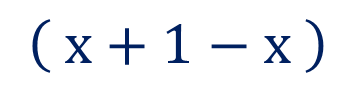 ( x + 1 − x )